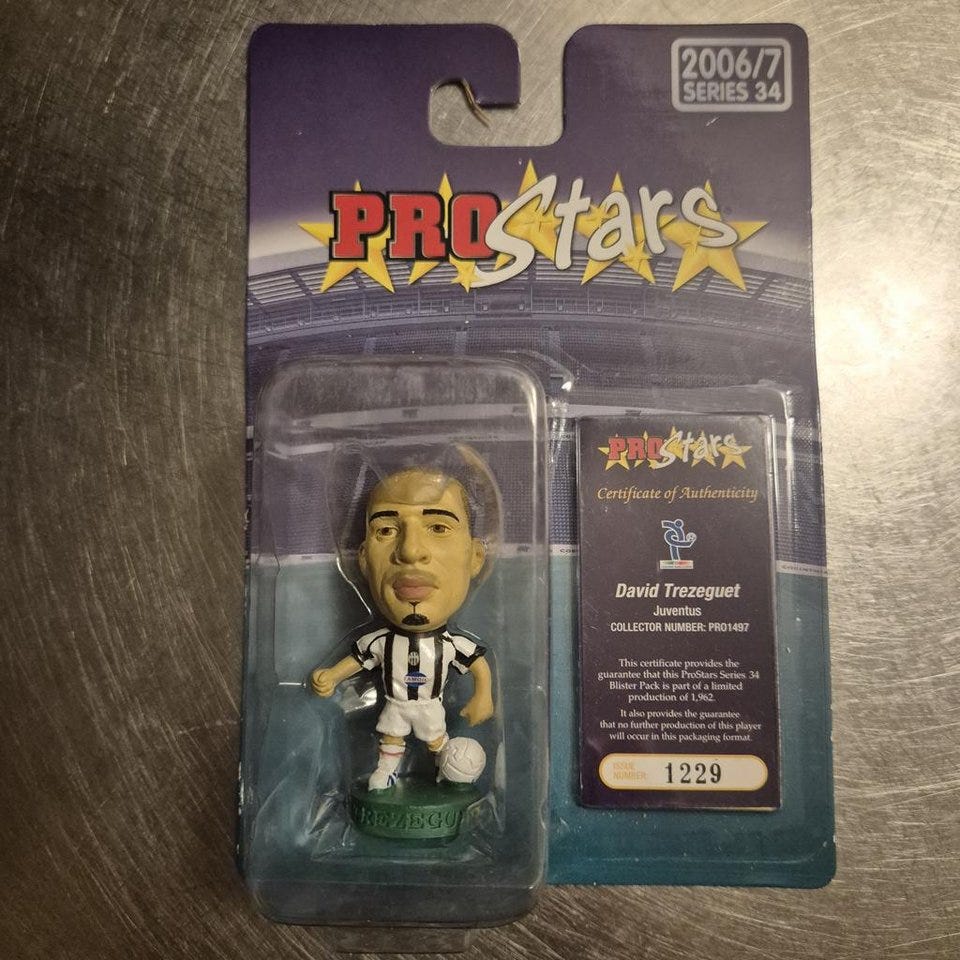 2006/7
SERIES 34
PROStars
PROStars
Certificate of Authenticity
David Trezeguet
Juventus
COLLECTOR NUMBER: PRO1497
This certificate provides the
guarantee that this ProStars Series 34
Blister Pack is part of a limited
production of 1,962.
It also provides the guarantee
that no further production of this player
will occur in this packaging format.
ISSUE
NUMBER: 1229
TAMOIL
TREZEGUET